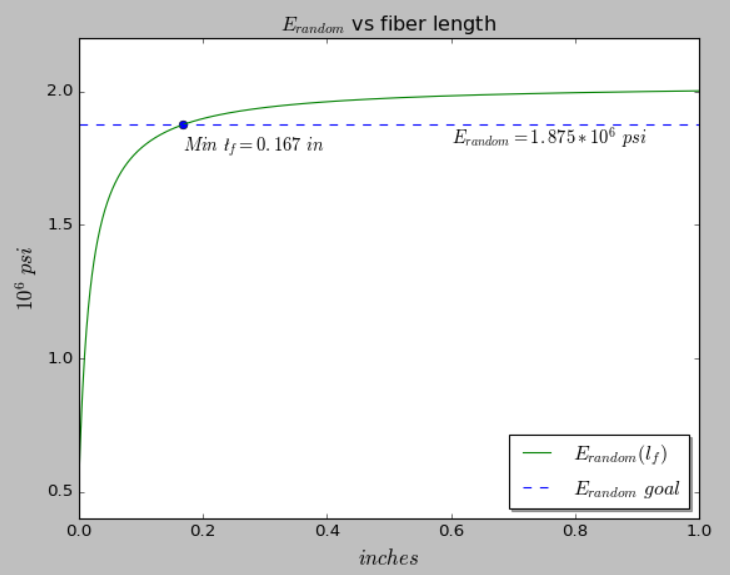 E_random vs fiber length
2.0
1.5
1.0
0.5
10^6 psi
Min l_f = 0.167 in
E_random = 1.875 * 10^6 psi
E_random(l_f)
E_random goal
0.0 0.2 0.4 0.6 0.8 1.0
inches